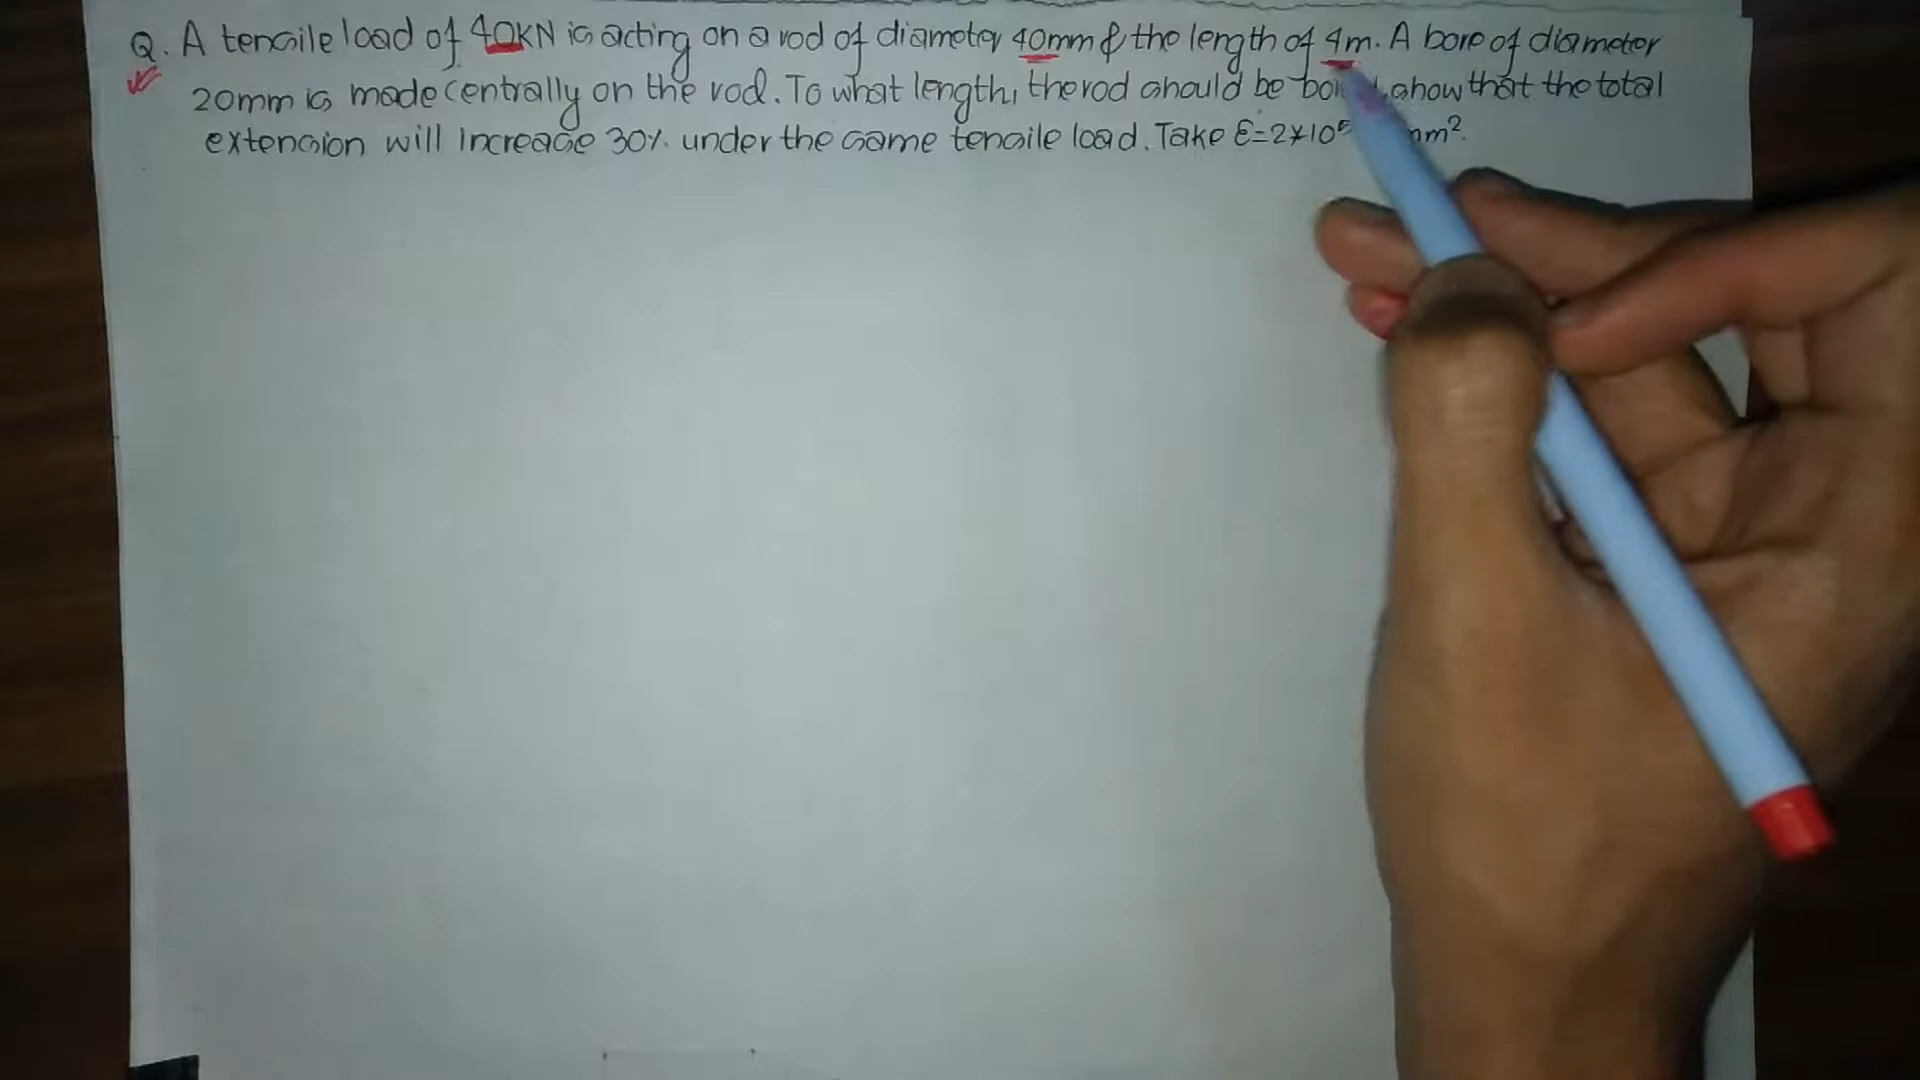 Q. A tensile load of 40KN is acting on a rod of diameter 40mm & the length of 4m. A bore of diameter
20mm is made centrally on the rod. To what length, the rod should be show that the total
extension will increase 30% under the same tensile load. Take E=2*10⁵ mm².